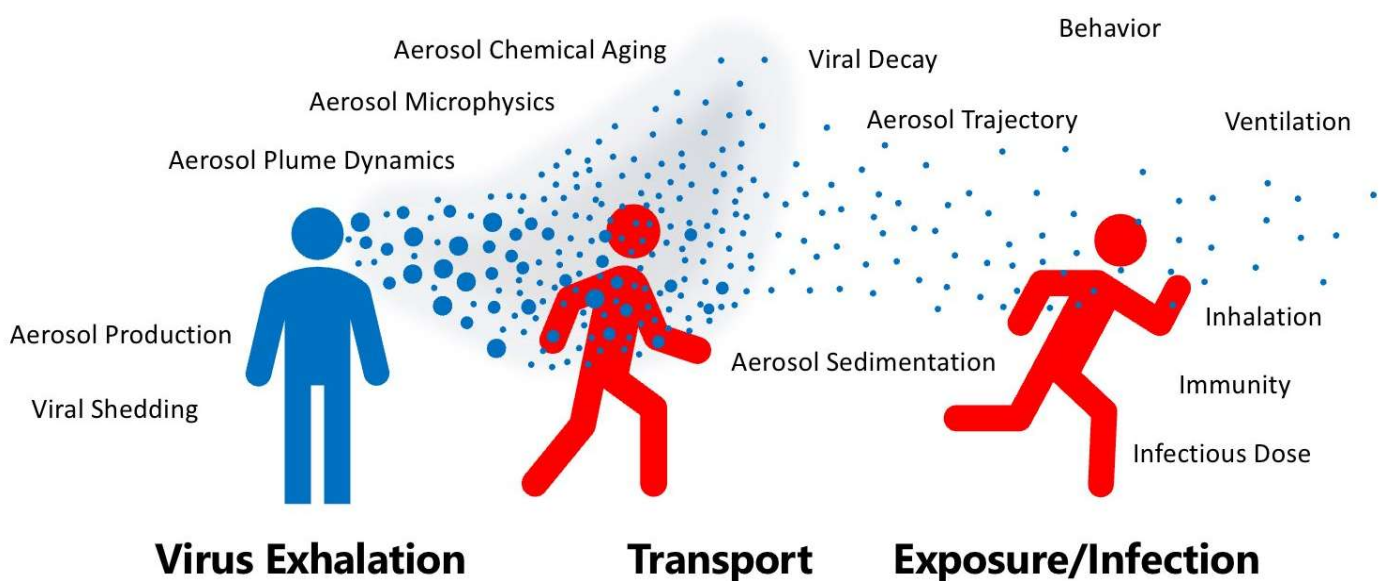 Behavior
Aerosol Chemical Aging
Viral Decay
Aerosol Microphysics
Aerosol Trajectory
Ventilation
Aerosol Plume Dynamics
Aerosol Production
Inhalation
Aerosol Sedimentation
Immunity
Viral Shedding
Infectious Dose
Virus Exhalation
Transport
Exposure/Infection